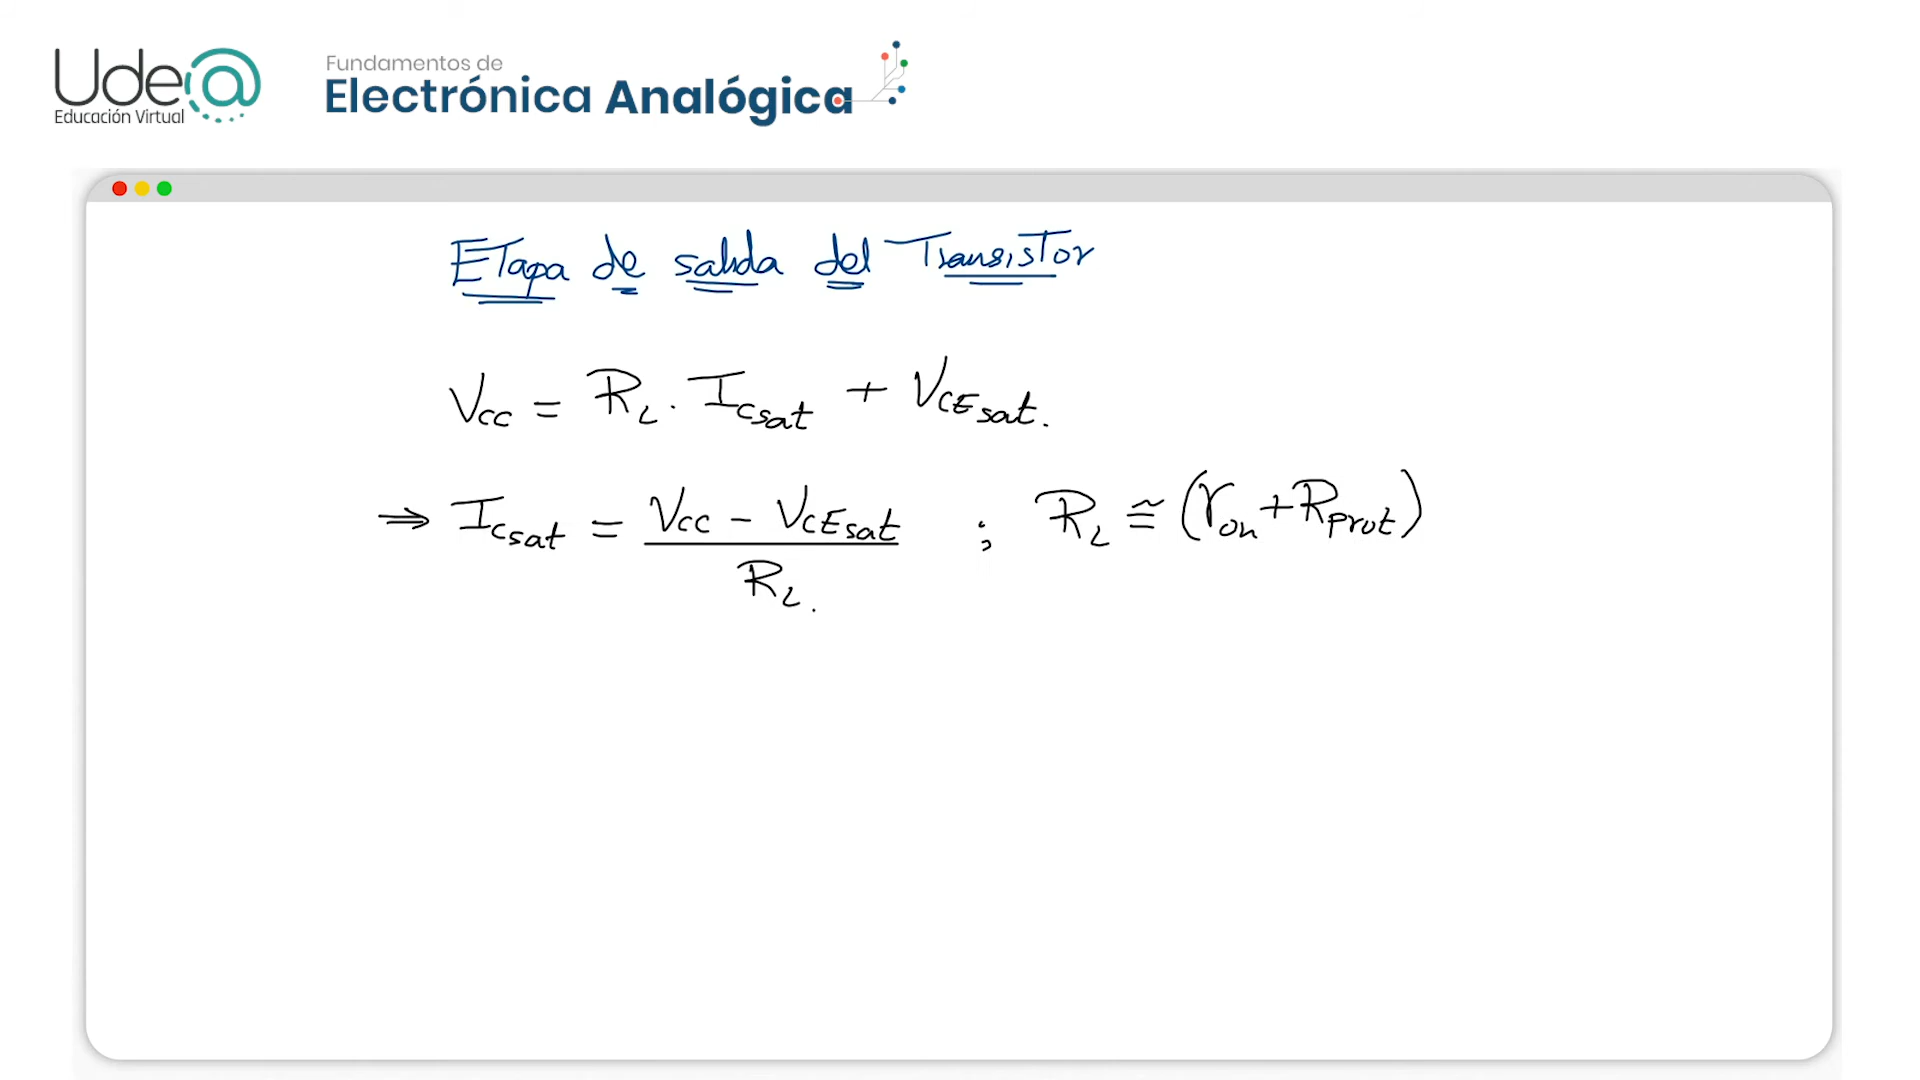 Ude@
Educación Virtual
Fundamentos de
Electrónica Analógica
Etapa de salida del Transistor
Vcc = RL . ICsat + VCEsat.
⇒ ICsat = Vcc - VCEsat / RL. ; RL ≅ (ron + Rprot)